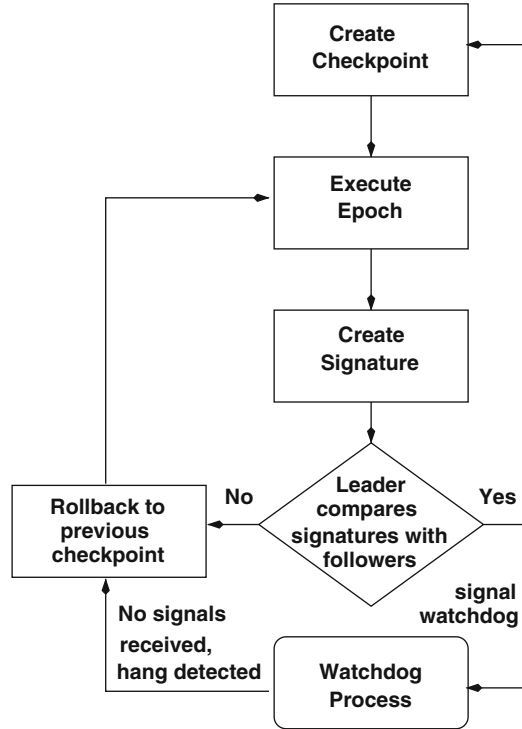 Create
Checkpoint
Execute
Epoch
Create
Signature
Leader
compares
signatures with
followers
No
Yes
Rollback to
previous
checkpoint
signal
watchdog
No signals
received,
hang detected
Watchdog
Process